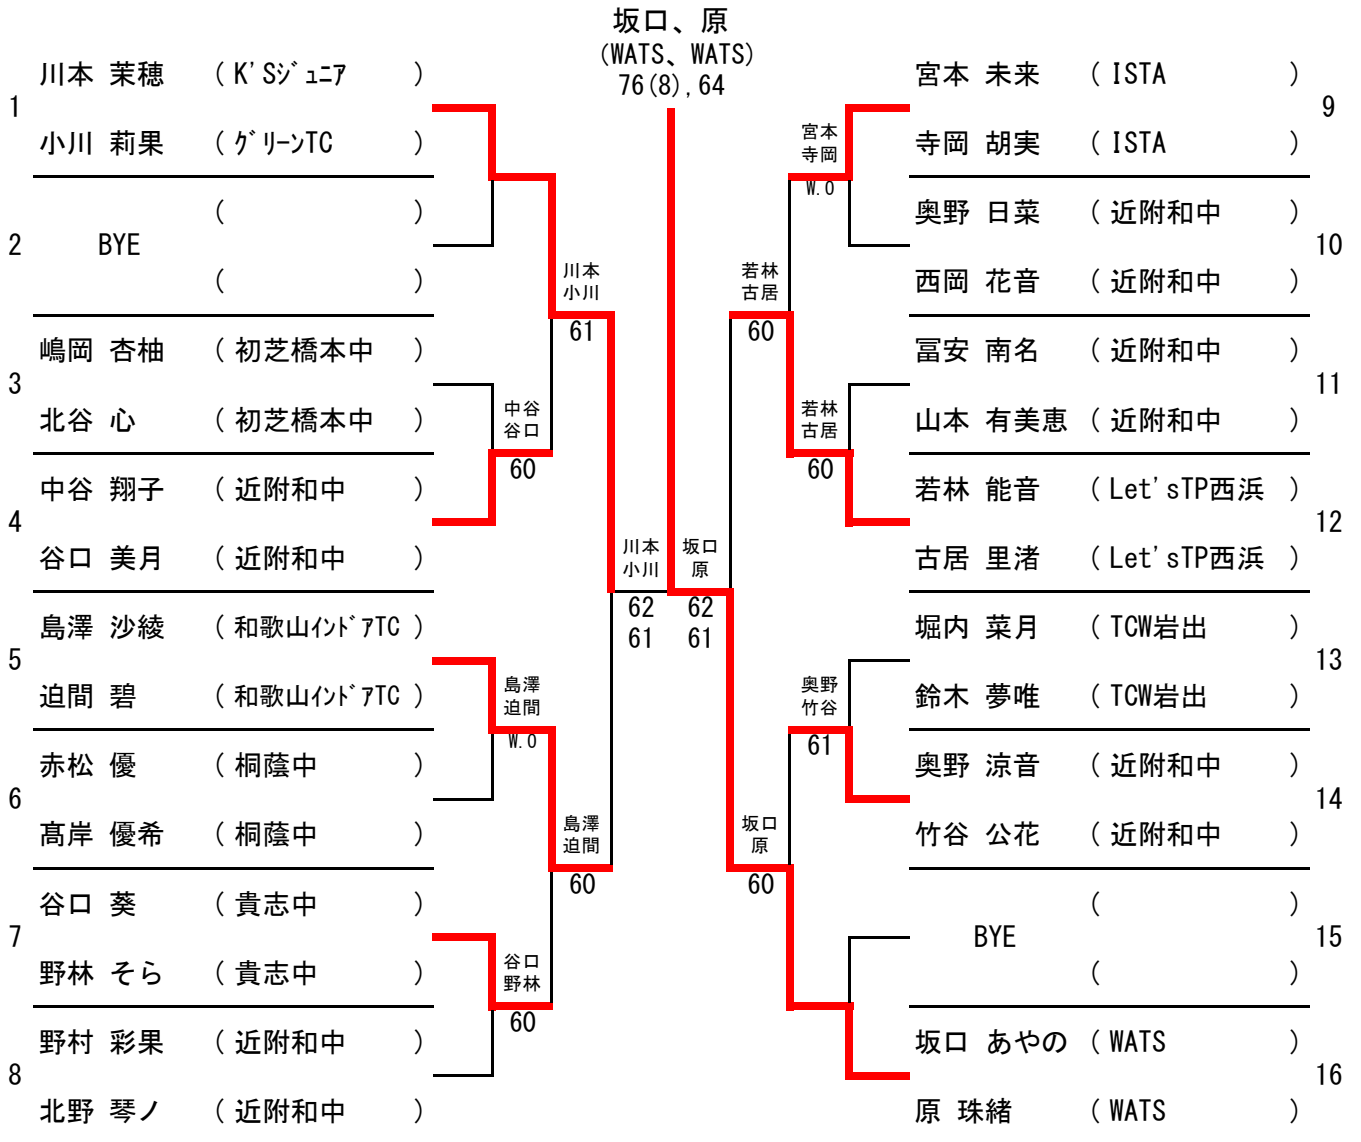 坂口、原
(WATS、WATS)
76(8),64
1
川本 茉穂 ( K'Sジュニア )
小川 莉果 ( グリーンTC )
2
BYE
( )
( )
3
嶋岡 杏柚 ( 初芝橋本中 )
北谷 心 ( 初芝橋本中 )
4
中谷 翔子 ( 近附和中 )
谷口 美月 ( 近附和中 )
5
島澤 沙綾 ( 和歌山インドアTC )
迫間 碧 ( 和歌山インドアTC )
6
赤松 優 ( 桐蔭中 )
髙岸 優希 ( 桐蔭中 )
7
谷口 葵 ( 貴志中 )
野林 そら ( 貴志中 )
8
野村 彩果 ( 近附和中 )
北野 琴ノ ( 近附和中 )
中谷
谷口
60
島澤
迫間
W.O
谷口
野林
60
川本
小川
61
島澤
迫間
60
川本
小川
62
61
坂口
原
62
61
若林
古居
60
坂口
原
60
宮本
寺岡
W.O
若林
古居
60
奥野
竹谷
61
宮本 未来 ( ISTA )
寺岡 胡実 ( ISTA )
9
奥野 日菜 ( 近附和中 )
西岡 花音 ( 近附和中 )
10
冨安 南名 ( 近附和中 )
山本 有美恵 ( 近附和中 )
11
若林 能音 ( Let'sTP西浜 )
古居 里渚 ( Let'sTP西浜 )
12
堀内 菜月 ( TCW岩出 )
鈴木 夢唯 ( TCW岩出 )
13
奥野 涼音 ( 近附和中 )
竹谷 公花 ( 近附和中 )
14
BYE
( )
( )
15
坂口 あやの ( WATS )
原 珠緒 ( WATS )
16